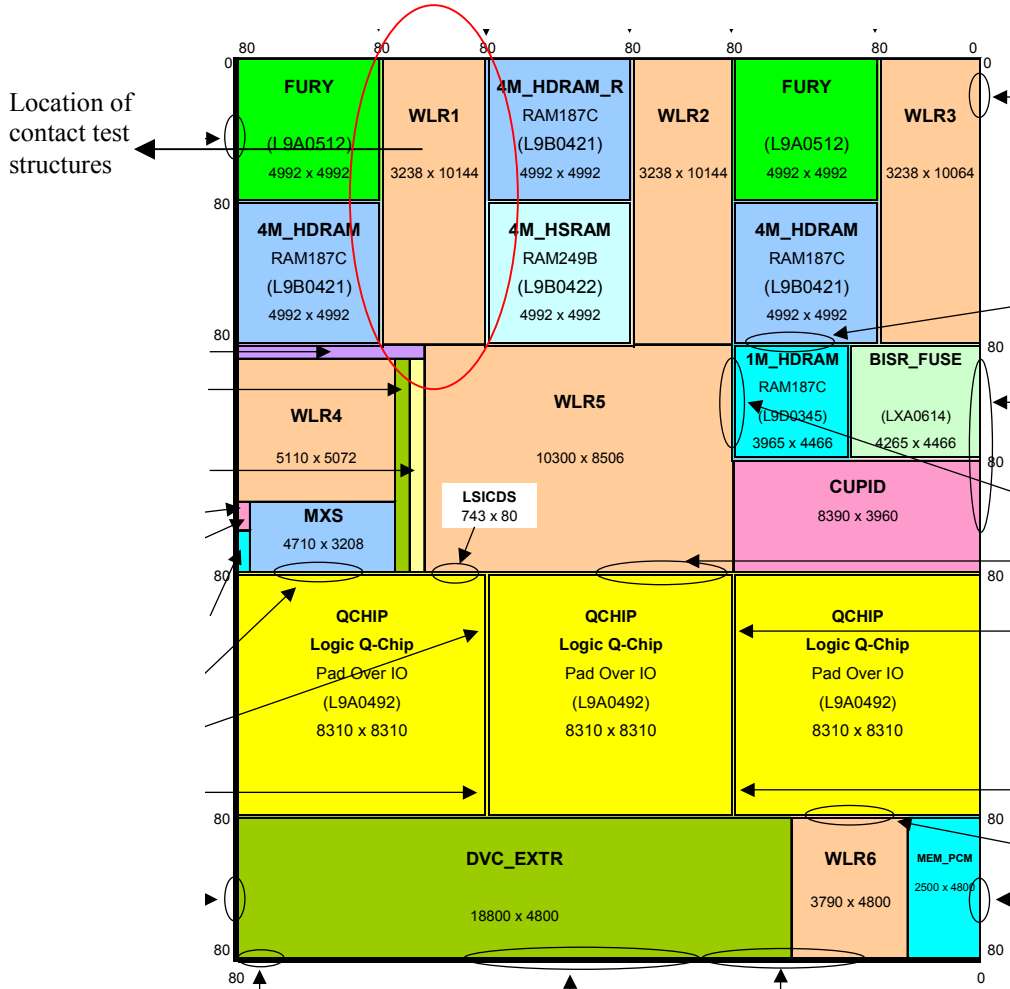 80 80 80 80 80 80 0
0 0
Location of
contact test
structures
FURY
(L9A0512)
4992 x 4992
WLR1
3238 x 10144
4M_HDRAM_R
RAM187C
(L9B0421)
4992 x 4992
WLR2
3238 x 10144
FURY
(L9A0512)
4992 x 4992
WLR3
3238 x 10064
80
4M_HDRAM
RAM187C
(L9B0421)
4992 x 4992
4M_HSRAM
RAM249B
(L9B0422)
4992 x 4992
4M_HDRAM
RAM187C
(L9B0421)
4992 x 4992
80 80
WLR4
5110 x 5072
WLR5
10300 x 8506
1M_HDRAM
RAM187C
(L9D0345)
3965 x 4466
BISR_FUSE
(LXA0614)
4265 x 4466
80
MXS
4710 x 3208
LSICDS
743 x 80
CUPID
8390 x 3960
80 80
QCHIP
Logic Q-Chip
Pad Over IO
(L9A0492)
8310 x 8310
QCHIP
Logic Q-Chip
Pad Over IO
(L9A0492)
8310 x 8310
QCHIP
Logic Q-Chip
Pad Over IO
(L9A0492)
8310 x 8310
80 80
DVC_EXTR
18800 x 4800
WLR6
3790 x 4800
MEM_PCM
2500 x 4800
80 80
80 0